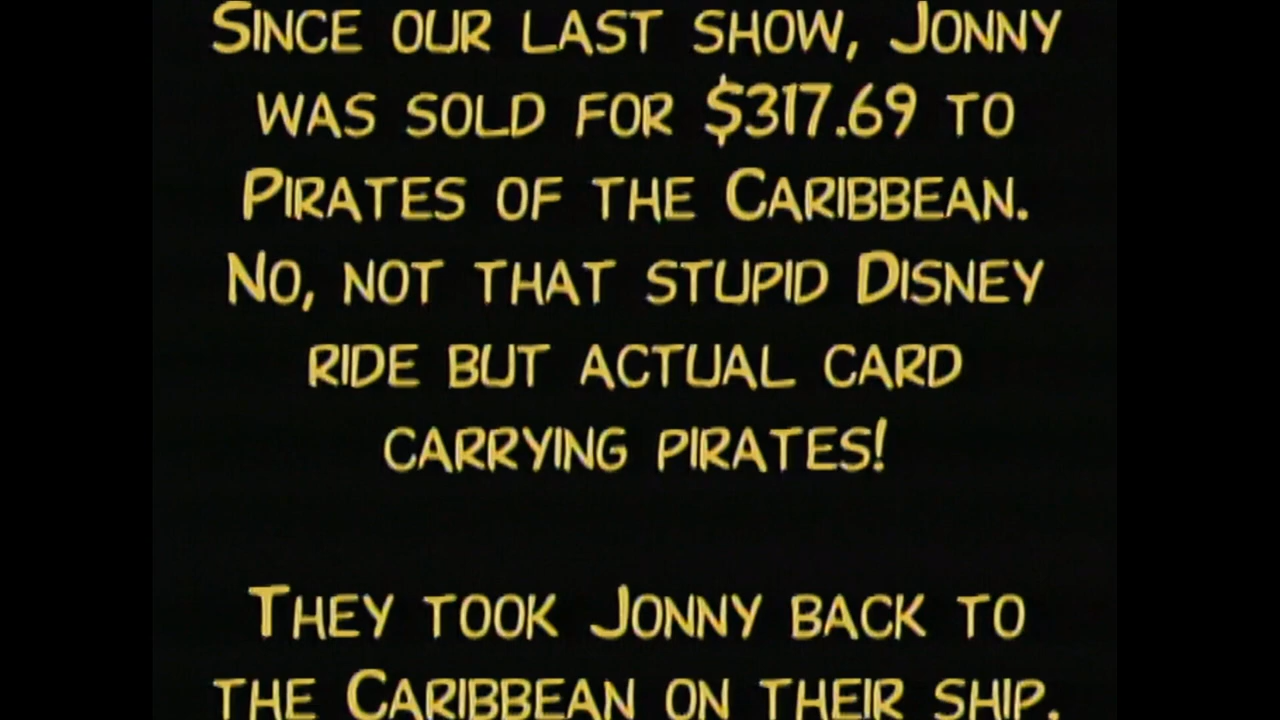 Since our last show, Jonny
was sold for $317.69 to
Pirates of the Caribbean.
No, not that stupid Disney
ride but actual card
carrying pirates!
They took Jonny back to
the Caribbean on their ship.